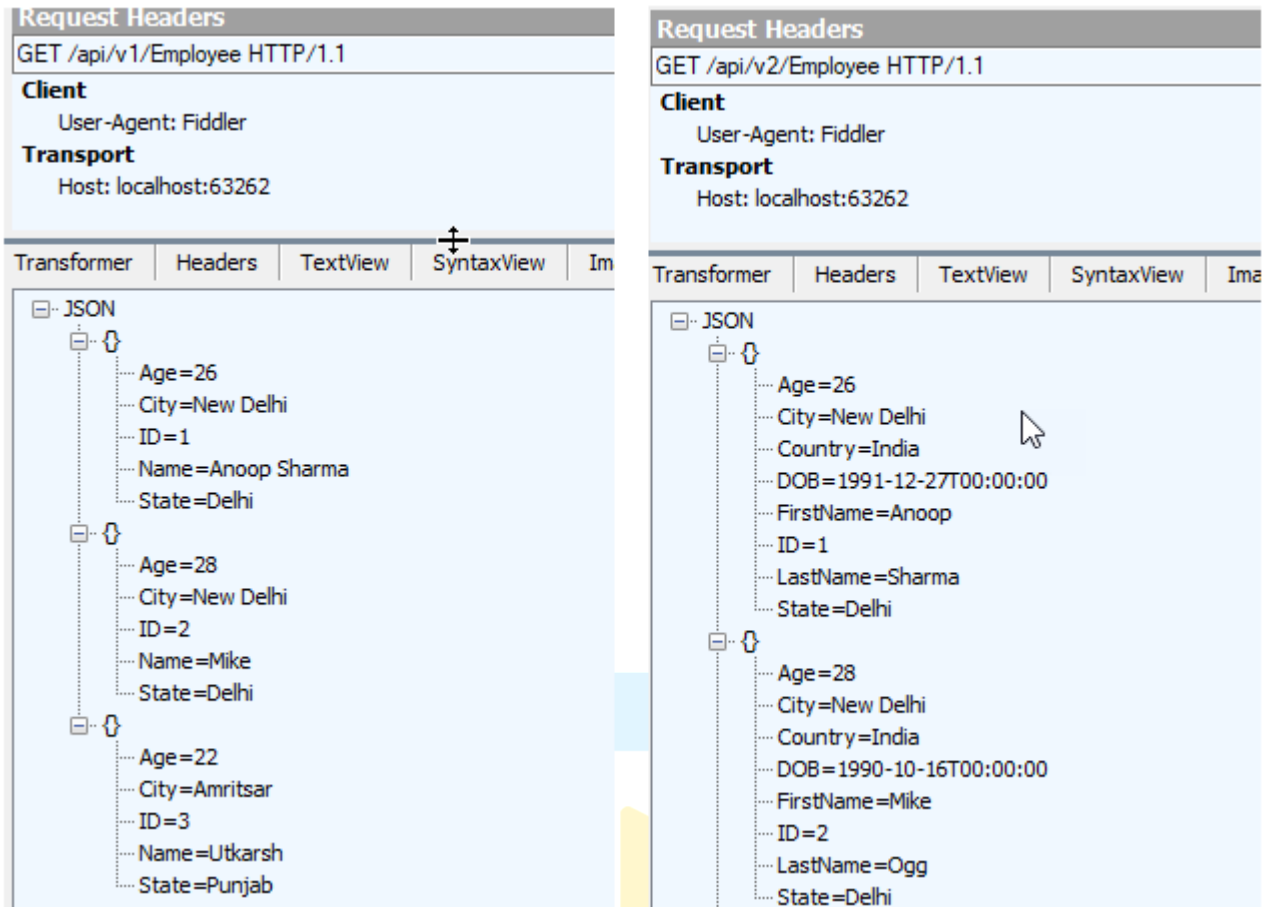 Request Headers
GET /api/v1/Employee HTTP/1.1
Client
User-Agent: Fiddler
Transport
Host: localhost:63262
Transformer Headers TextView SyntaxView Im
JSON
{}
Age=26
City=New Delhi
ID=1
Name=Anoop Sharma
State=Delhi
{}
Age=28
City=New Delhi
ID=2
Name=Mike
State=Delhi
{}
Age=22
City=Amritsar
ID=3
Name=Utkarsh
State=Punjab
Request Headers
GET /api/v2/Employee HTTP/1.1
Client
User-Agent: Fiddler
Transport
Host: localhost:63262
Transformer Headers TextView SyntaxView Ima
JSON
{}
Age=26
City=New Delhi
Country=India
DOB=1991-12-27T00:00:00
FirstName=Anoop
ID=1
LastName=Sharma
State=Delhi
{}
Age=28
City=New Delhi
Country=India
DOB=1990-10-16T00:00:00
FirstName=Mike
ID=2
LastName=Ogg
State=Delhi